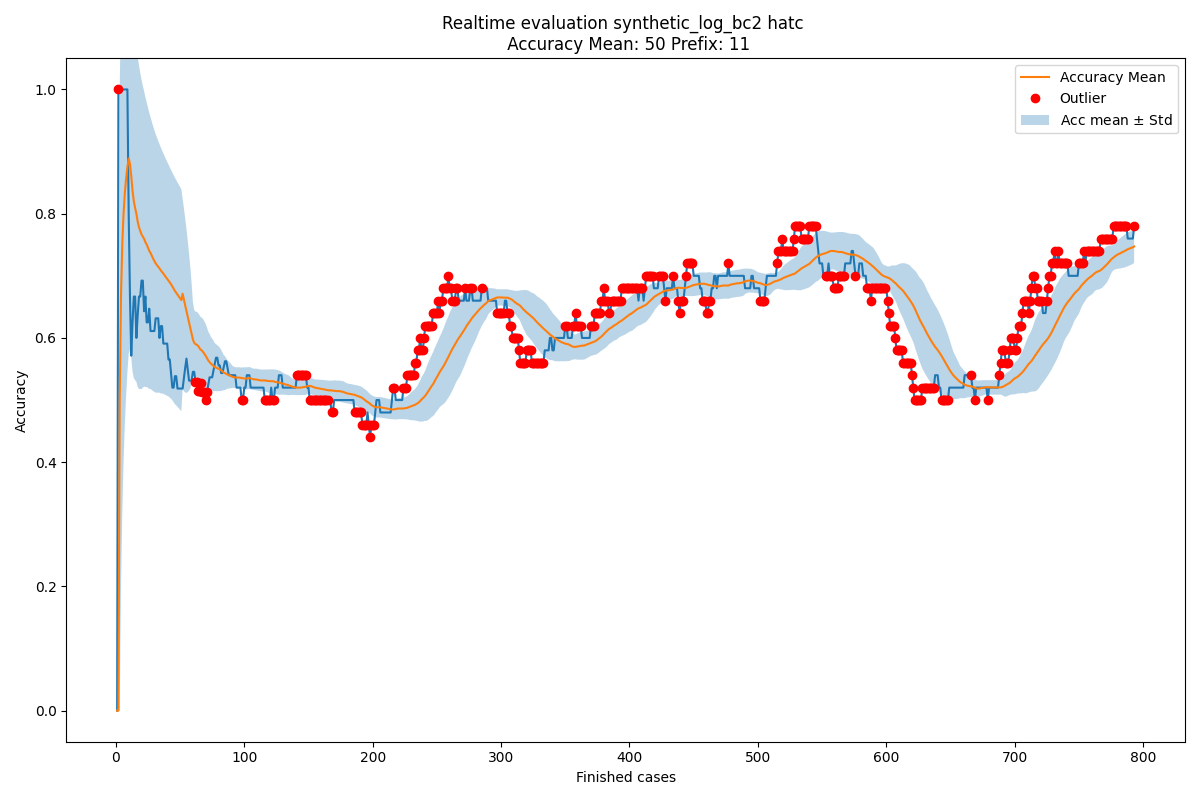 Realtime evaluation synthetic_log_bc2 hatc
Accuracy Mean: 50 Prefix: 11
Accuracy Mean
Outlier
Acc mean ± Std
Accuracy
1.0
0.8
0.6
0.4
0.2
0.0
0 100 200 300 400 500 600 700 800
Finished cases